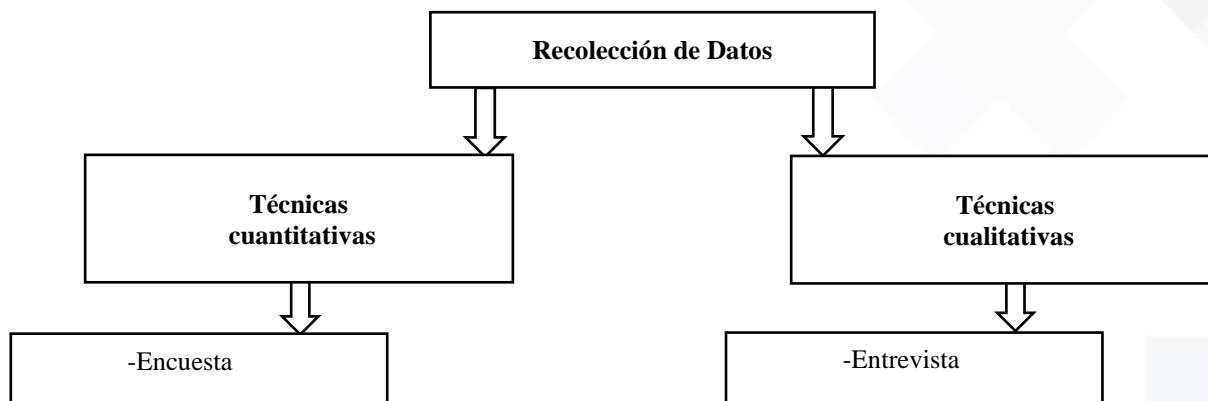 Recolección de Datos
Técnicas
cuantitativas
Técnicas
cualitativas
-Encuesta
-Entrevista